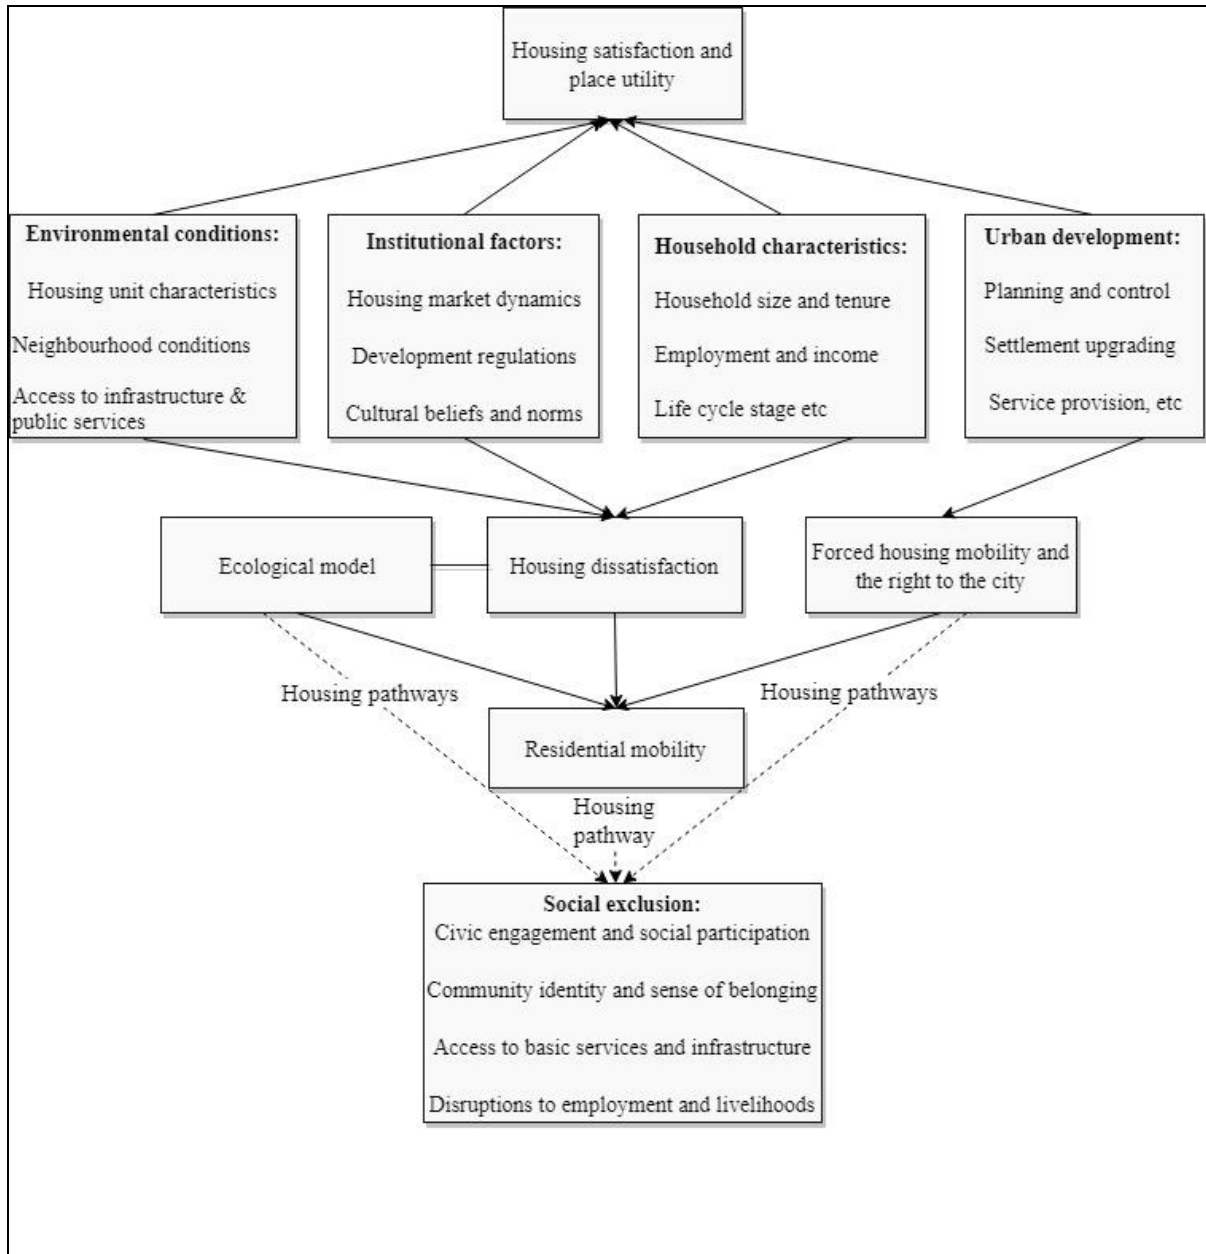 Housing satisfaction and
place utility
Environmental conditions:
Housing unit characteristics
Neighbourhood conditions
Access to infrastructure &
public services
Institutional factors:
Housing market dynamics
Development regulations
Cultural beliefs and norms
Household characteristics:
Household size and tenure
Employment and income
Life cycle stage etc
Urban development:
Planning and control
Settlement upgrading
Service provision, etc
Ecological model
Housing dissatisfaction
Forced housing mobility and
the right to the city
Housing pathways
Housing pathways
Residential mobility
Housing
pathway
Social exclusion:
Civic engagement and social participation
Community identity and sense of belonging
Access to basic services and infrastructure
Disruptions to employment and livelihoods